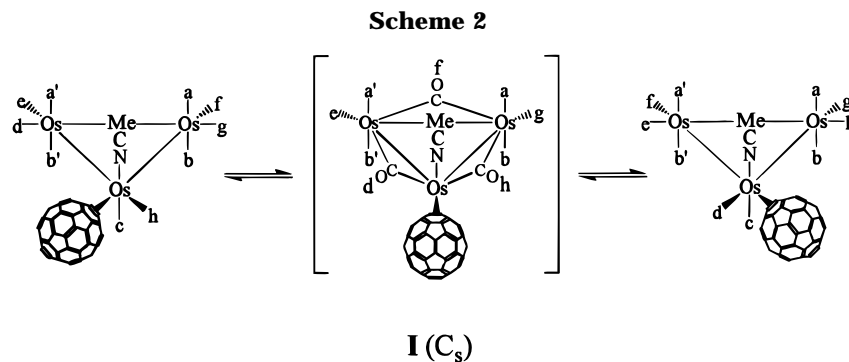 Scheme 2
f
a' a O a' a
e f C a' a f g
d Os Me Os g e Os Me Os g e Os Me Os h
b' C b b' C b b' C b
N O C N C O N
Os h d Os h Os
c d c
I (Cs)